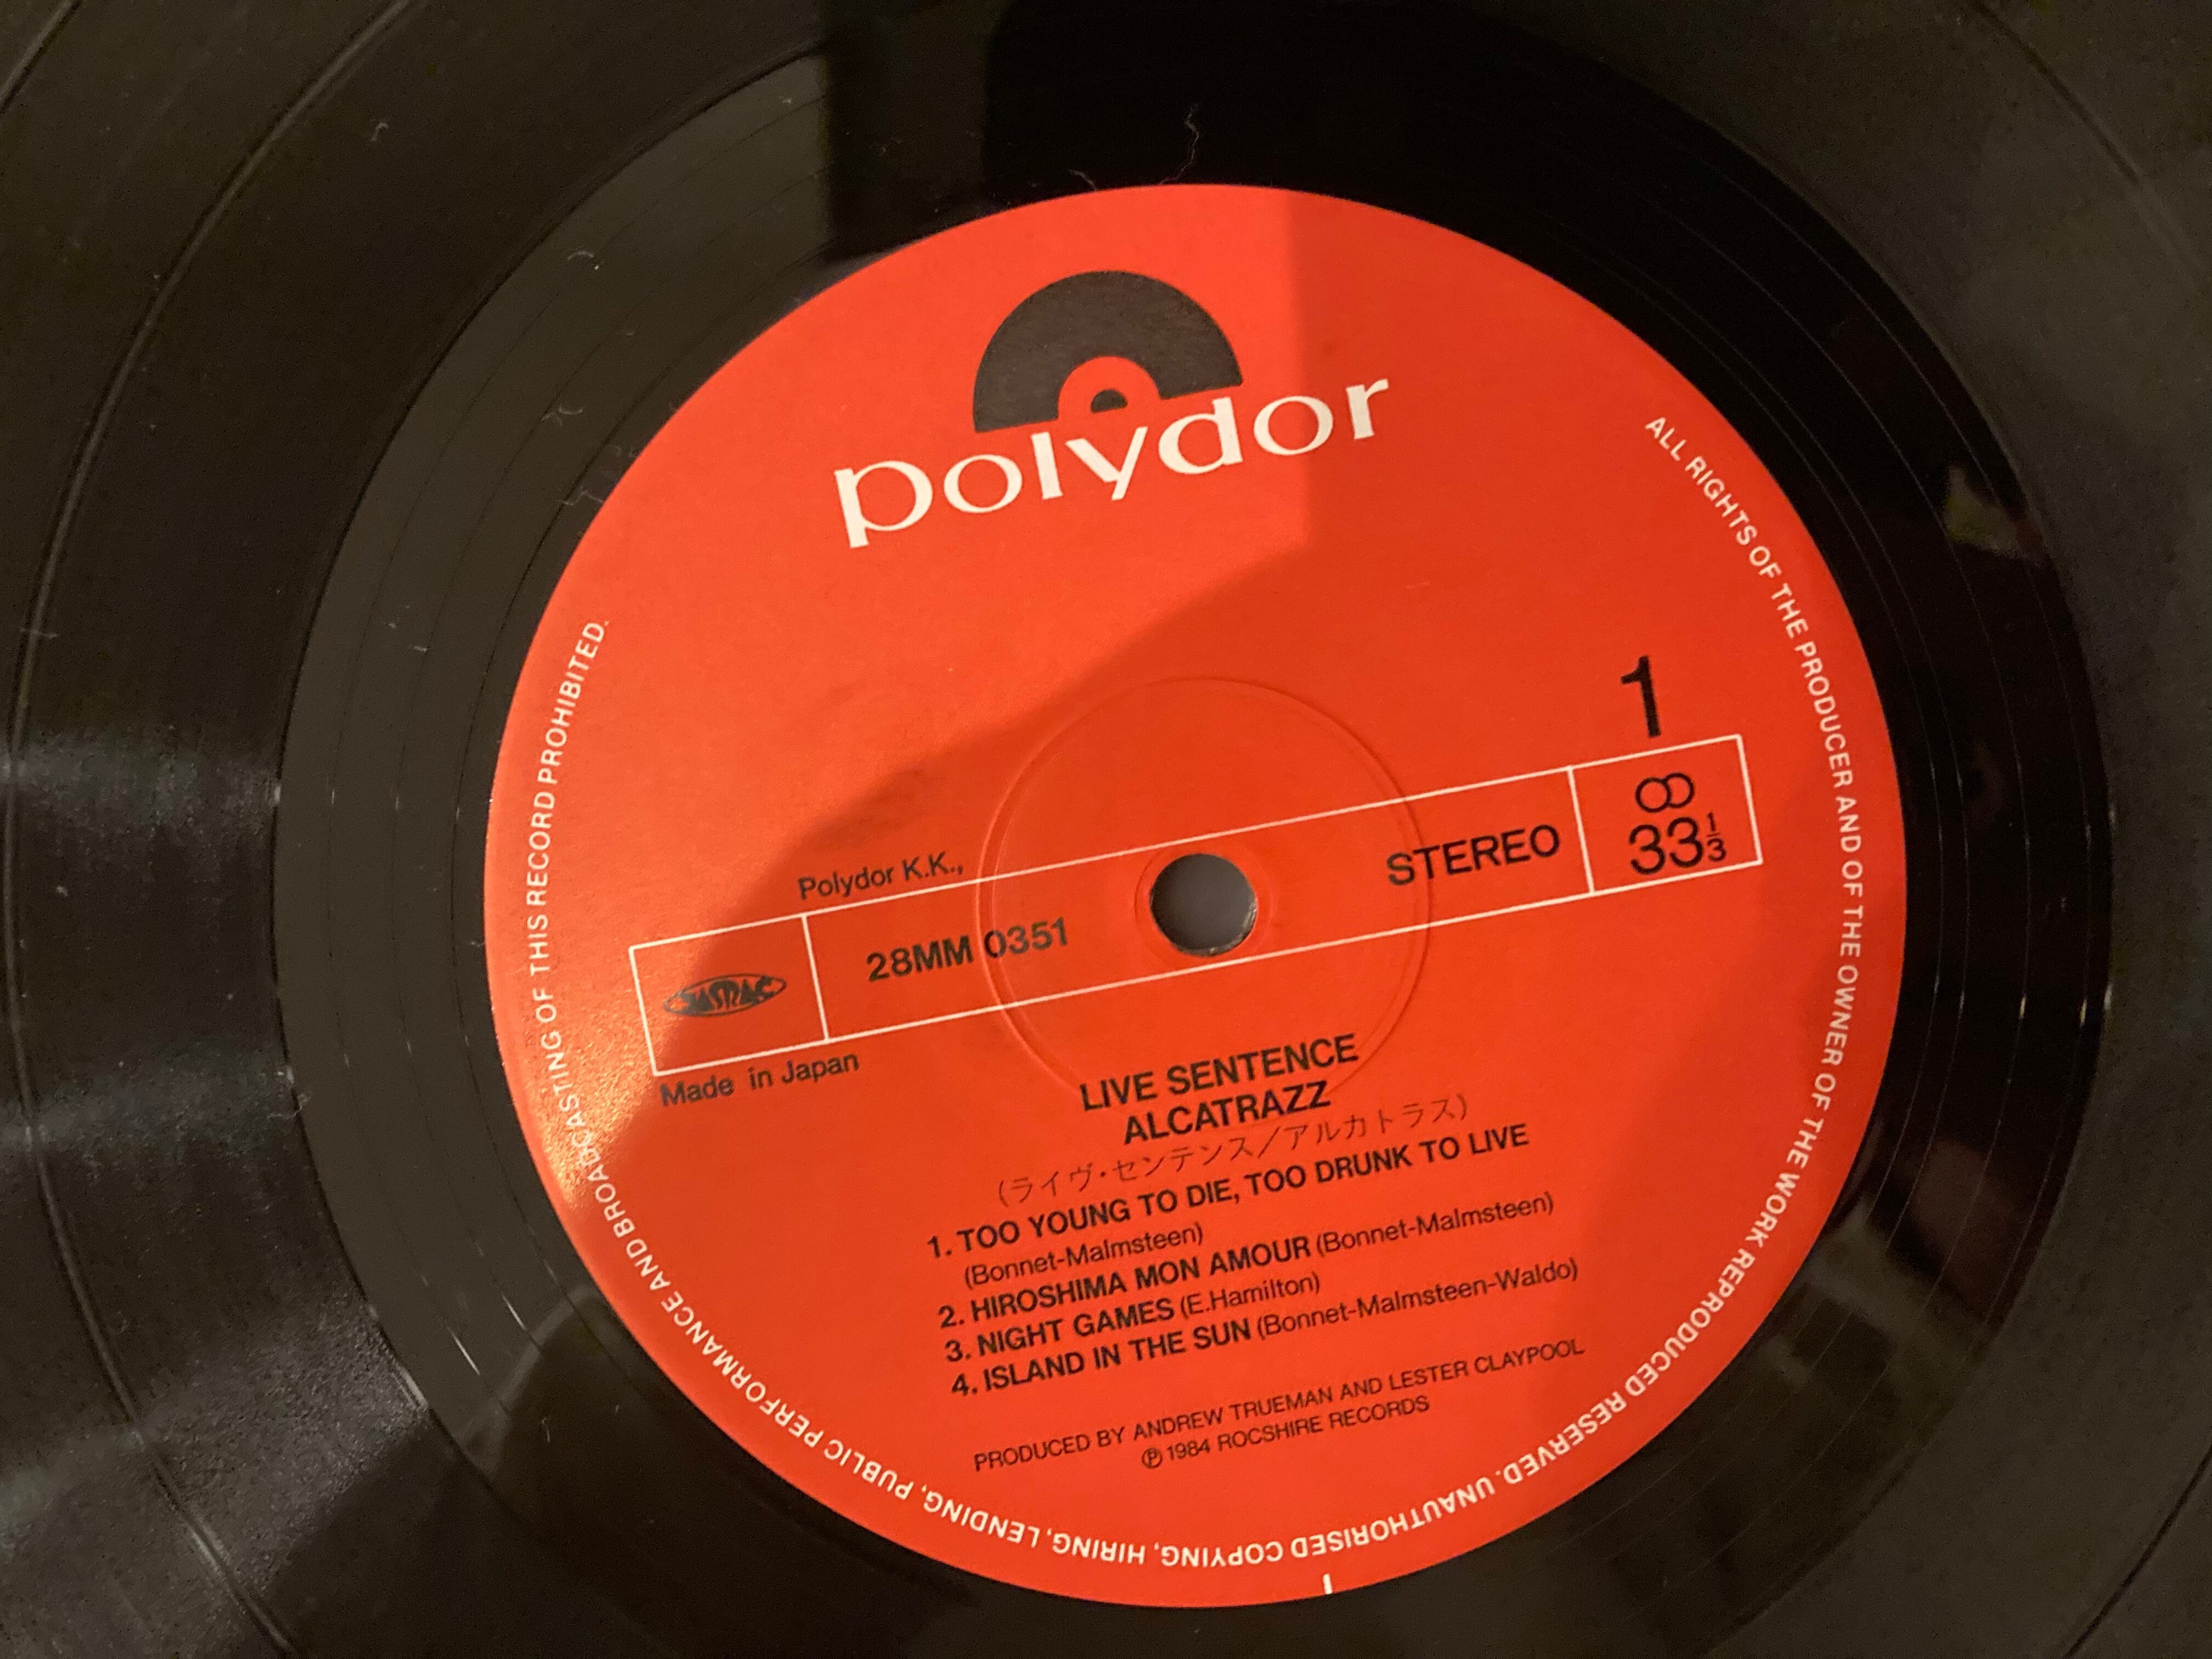 polydor
1
Polydor K.K.,
JASRAC
28MM 0351
STEREO
33 1/3
Made in Japan
LIVE SENTENCE
ALCATRAZZ
(ライヴ・センテンス／アルカトラス)
1. TOO YOUNG TO DIE, TOO DRUNK TO LIVE
(Bonnet-Malmsteen)
2. HIROSHIMA MON AMOUR (Bonnet-Malmsteen)
3. NIGHT GAMES (E.Hamilton)
4. ISLAND IN THE SUN (Bonnet-Malmsteen-Waldo)
PRODUCED BY ANDREW TRUEMAN AND LESTER CLAYPOOL
Ⓟ 1984 ROCSHIRE RECORDS
ALL RIGHTS OF THE PRODUCER AND OF THE OWNER OF THE WORK REPRODUCED RESERVED. UNAUTHORISED COPYING, HIRING, LENDING, PUBLIC PERFORMANCE AND BROADCASTING OF THIS RECORD PROHIBITED.